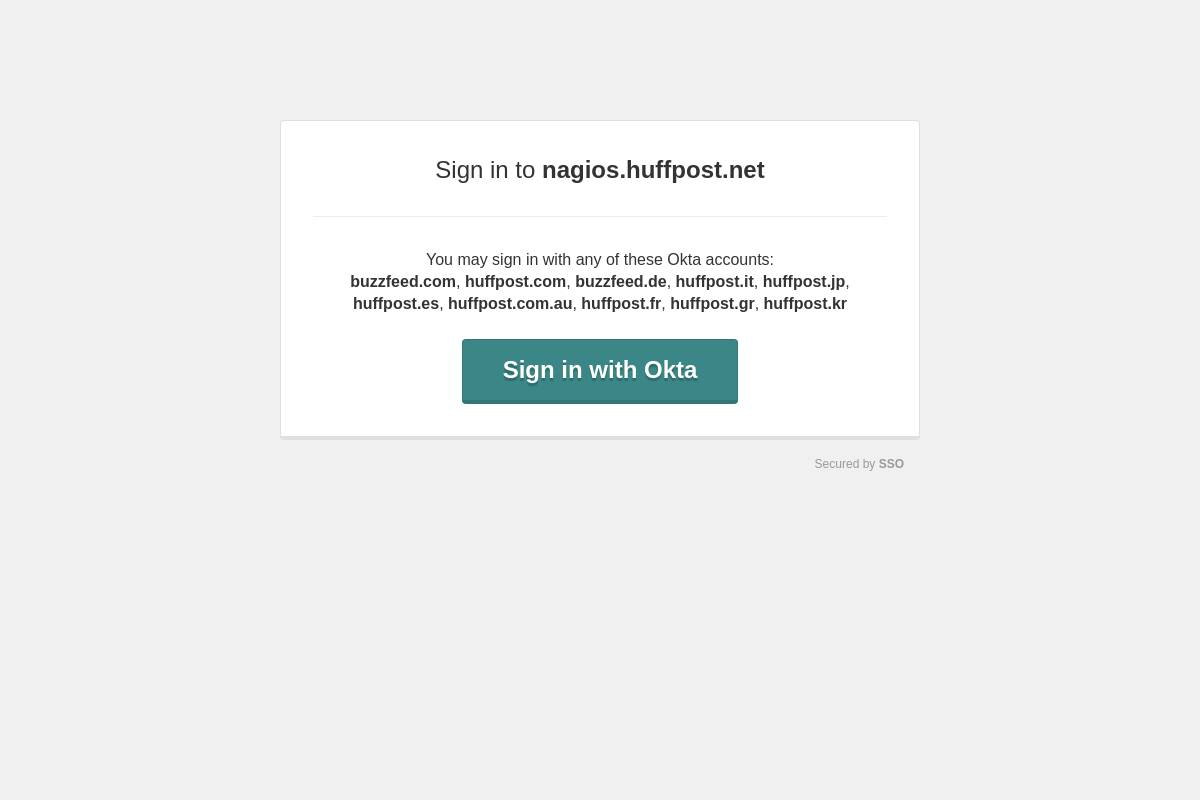 Sign in to nagios.huffpost.net
You may sign in with any of these Okta accounts:
buzzfeed.com, huffpost.com, buzzfeed.de, huffpost.it, huffpost.jp,
huffpost.es, huffpost.com.au, huffpost.fr, huffpost.gr, huffpost.kr
Sign in with Okta
Secured by SSO